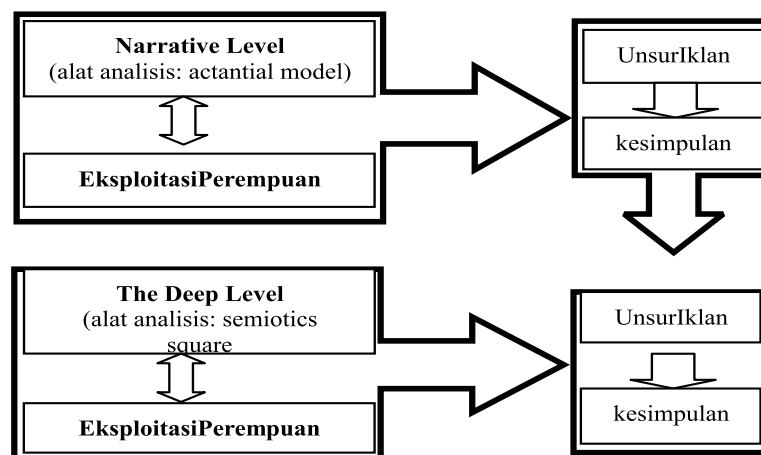 Narrative Level
(alat analisis: actantial model)
EksploitasiPerempuan
UnsurIklan
kesimpulan
The Deep Level
(alat analisis: semiotics
square
EksploitasiPerempuan
UnsurIklan
kesimpulan